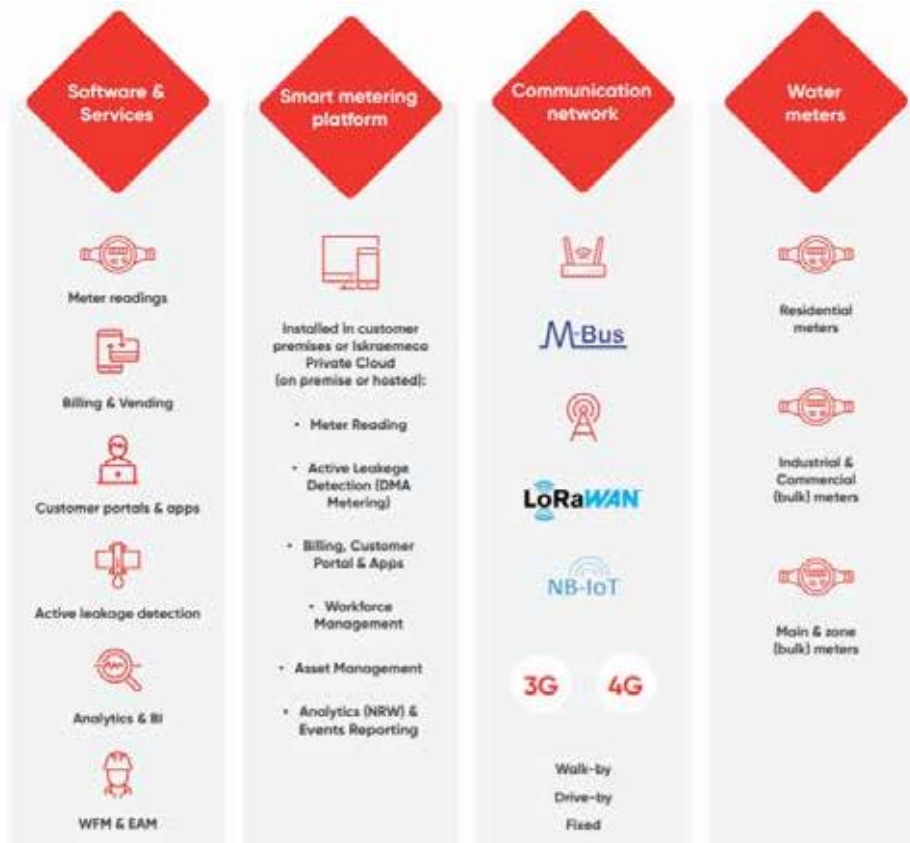 Software &
Services
Meter readings
Billing & Vending
Customer portals & apps
Active leakage detection
Analytics & BI
WFM & EAM
Smart metering
platform
Installed in customer
premises or Iskraemeco
Private Cloud
(on premise or hosted):
• Meter Reading
• Active Leakege
Detection (DMA
Metering)
• Billing, Customer
Portal & Apps
• Workforce
Management
• Asset Management
• Analytics (NRW) &
Events Reporting
Communication
network
M-Bus
LoRaWAN
NB-IoT
3G 4G
Walk-by
Drive-by
Fixed
Water
meters
Residential
meters
Industrial &
Commercial
(bulk) meters
Main & zone
(bulk) meters